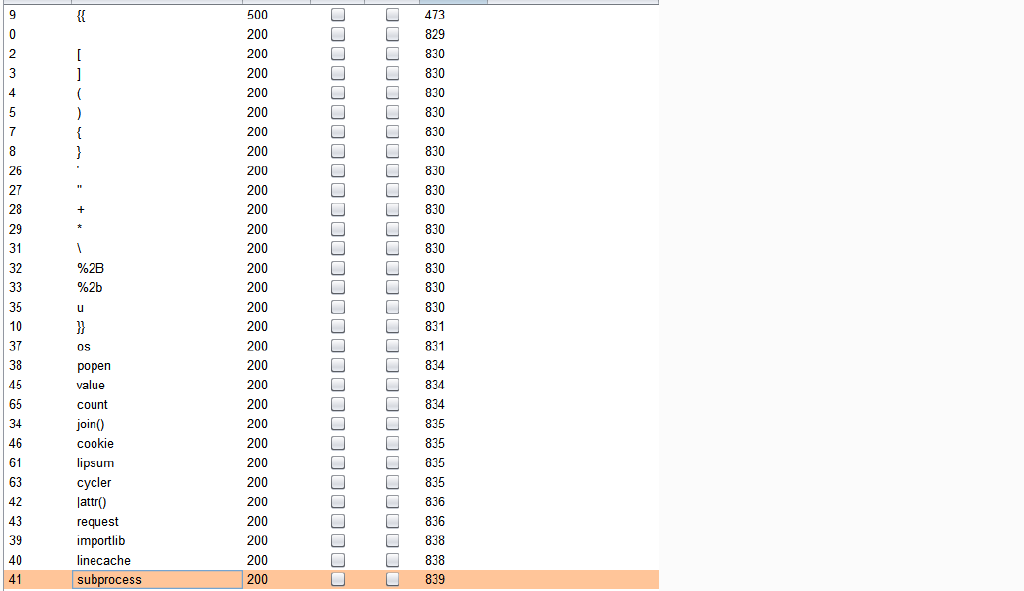 9 {{ 500 473
0 200 829
2 [ 200 830
3 ] 200 830
4 ( 200 830
5 ) 200 830
7 { 200 830
8 } 200 830
26 ' 200 830
27 " 200 830
28 + 200 830
29 * 200 830
31 \ 200 830
32 %2B 200 830
33 %2b 200 830
35 u 200 830
10 }} 200 831
37 os 200 831
38 popen 200 834
45 value 200 834
65 count 200 834
34 join() 200 835
46 cookie 200 835
61 lipsum 200 835
63 cycler 200 835
42 |attr() 200 836
43 request 200 836
39 importlib 200 838
40 linecache 200 838
41 subprocess 200 839